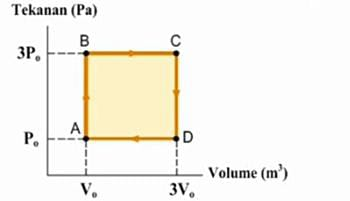 Tekanan (Pa)
B C
3P₀
A
P₀ D
Volume (m³)
V₀ 3V₀